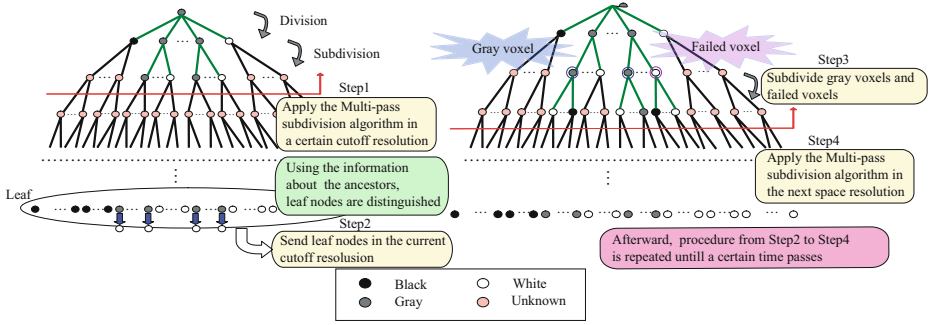 Division
Subdivision
Step1
Apply the Multi-pass
subdivision algorithm in
a certain cutoff resolution
Using the information
about the ancestors,
leaf nodes are distinguished
Leaf
Step2
Send leaf nodes in the current
cutoff resolusion
Gray voxel
Failed voxel
Step3
Subdivide gray voxels and
failed voxels
Step4
Apply the Multi-pass
subdivision algorithm in
the next space resolution
Afterward, procedure from Step2 to Step4
is repeated untill a certain time passes
Black
White
Gray
Unknown